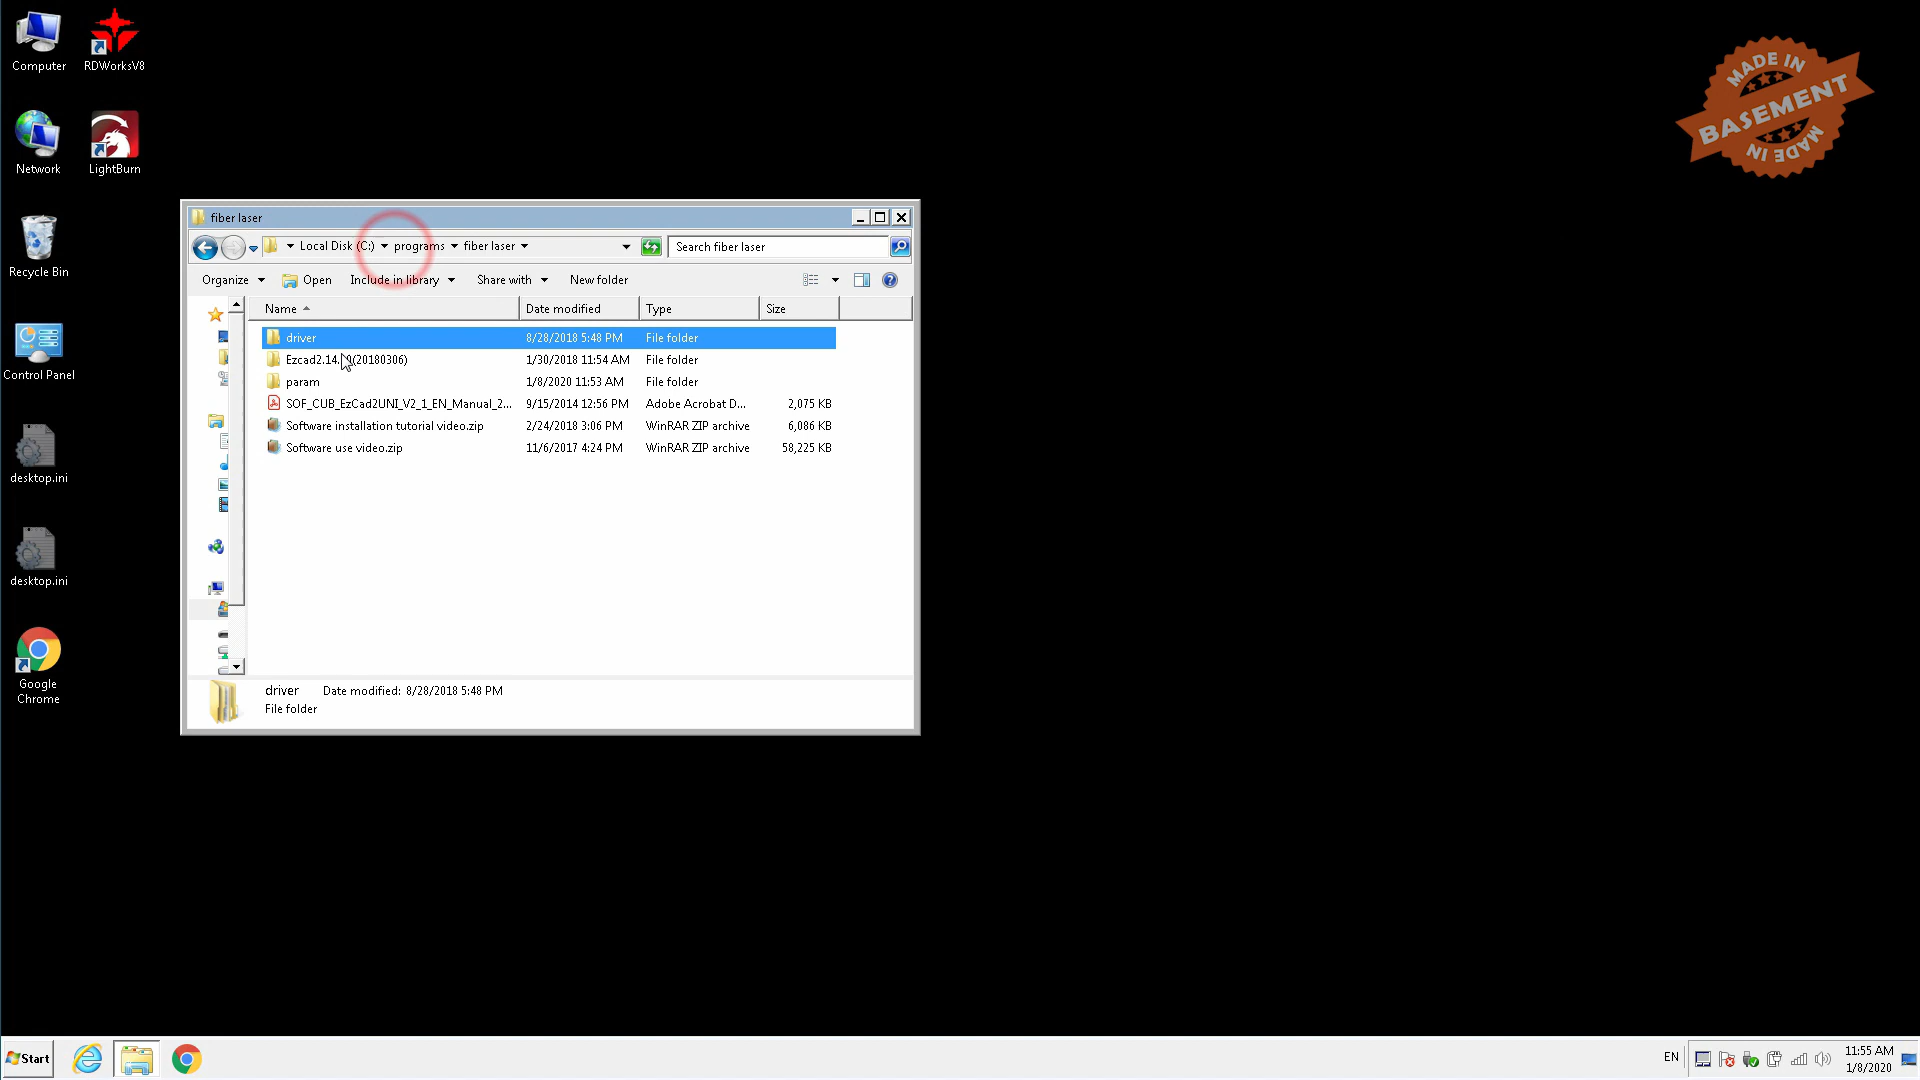 Computer
RDWorksV8
Network
LightBurn
Recycle Bin
Control Panel
desktop.ini
desktop.ini
Google
Chrome
MADE IN
BASEMENT
MADE IN
fiber laser
Local Disk (C:) programs fiber laser
Search fiber laser
Organize Open Include in library Share with New folder
Name Date modified Type Size
driver 8/28/2018 5:48 PM File folder
1/30/2018 11:54 AM File folder
param 1/8/2020 11:53 AM File folder
SOF_CUB_EzCad2UNI_V2_1_EN_Manual_2... 9/15/2014 12:56 PM Adobe Acrobat D... 2,075 KB
Software installation tutorial video.zip 2/24/2018 3:06 PM WinRAR ZIP archive 6,086 KB
Software use video.zip 11/6/2017 4:24 PM WinRAR ZIP archive 58,225 KB
driver Date modified: 8/28/2018 5:48 PM
File folder
Start
EN
11:55 AM
1/8/2020